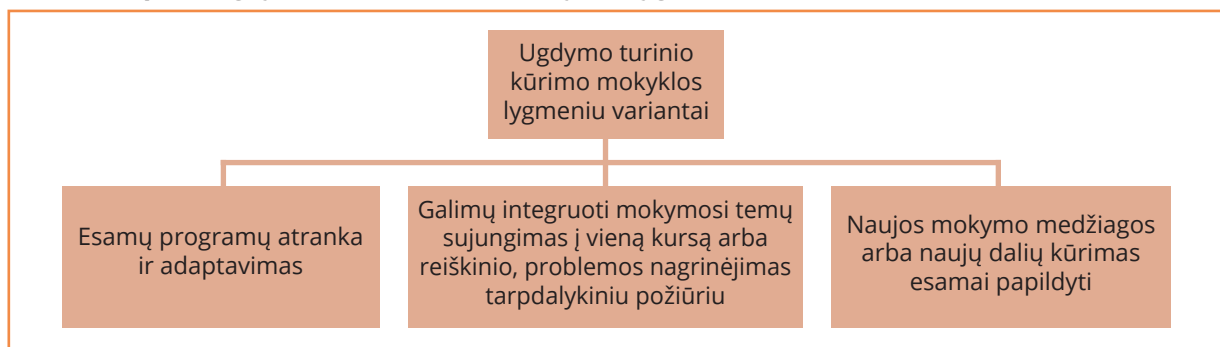 Ugdymo turinio
kūrimo mokyklos
lygmeniu variantai
Esamų programų atranka
ir adaptavimas
Galimų integruoti mokymosi temų
sujungimas į vieną kursą arba
reiškinio, problemos nagrinėjimas
tarpdalykiniu požiūriu
Naujos mokymo medžiagos
arba naujų dalių kūrimas
esamai papildyti